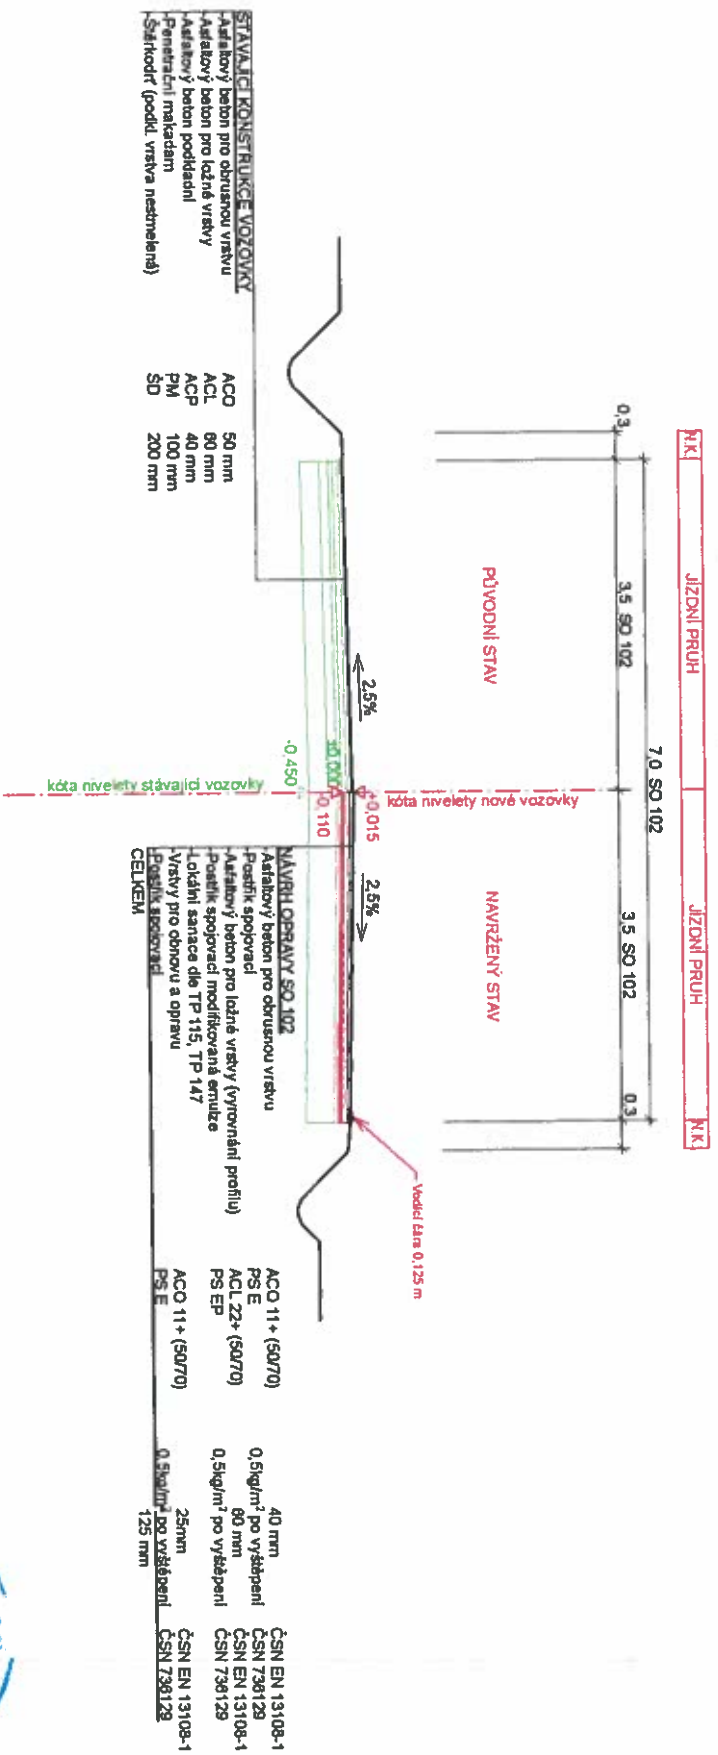 N.K.
JÍZDNÍ PRUH
JÍZDNÍ PRUH
N.K.
7,0 SO 102
0,3
3,5 SO 102
3,5 SO 102
0,3
PŮVODNÍ STAV
NAVRŽENÝ STAV
Vodící čára 0,125 m
2,5%
2,5%
+0,015
±0,000
-0,110
-0,450
kóta nivelety stávající vozovky
kóta nivelety nové vozovky
STÁVAJÍCÍ KONSTRUKCE VOZOVKY
-Asfaltový beton pro obrusnou vrstvu ACO 50 mm
-Asfaltový beton pro ložné vrstvy ACL 60 mm
-Asfaltový beton podkladní ACP 40 mm
-Penetrační makadam PM 100 mm
-Štěrkodrť (podkl. vrstva nestmelená) ŠD 200 mm
NÁVRH OPRAVY SO 102
-Asfaltový beton pro obrusnou vrstvu ACO 11+ (50/70) 40 mm ČSN EN 13108-1
-Postřik spojovací PS E 0,5kg/m² po vyštěpení ČSN 736129
-Asfaltový beton pro ložné vrstvy (vyrovnání profilu) ACL 22+ (50/70) 60 mm ČSN EN 13108-1
-Postřik spojovací modifikovaná emulze PS EP 0,5kg/m² po vyštěpení ČSN 736129
-Lokální sanace dle TP 115, TP 147
-Vrstvy pro obnovu a opravu ACO 11+ (50/70) 25mm ČSN EN 13108-1
-Postřik spojovací PS E 0,5kg/m² po vyštěpení ČSN 736129
CELKEM 125 mm